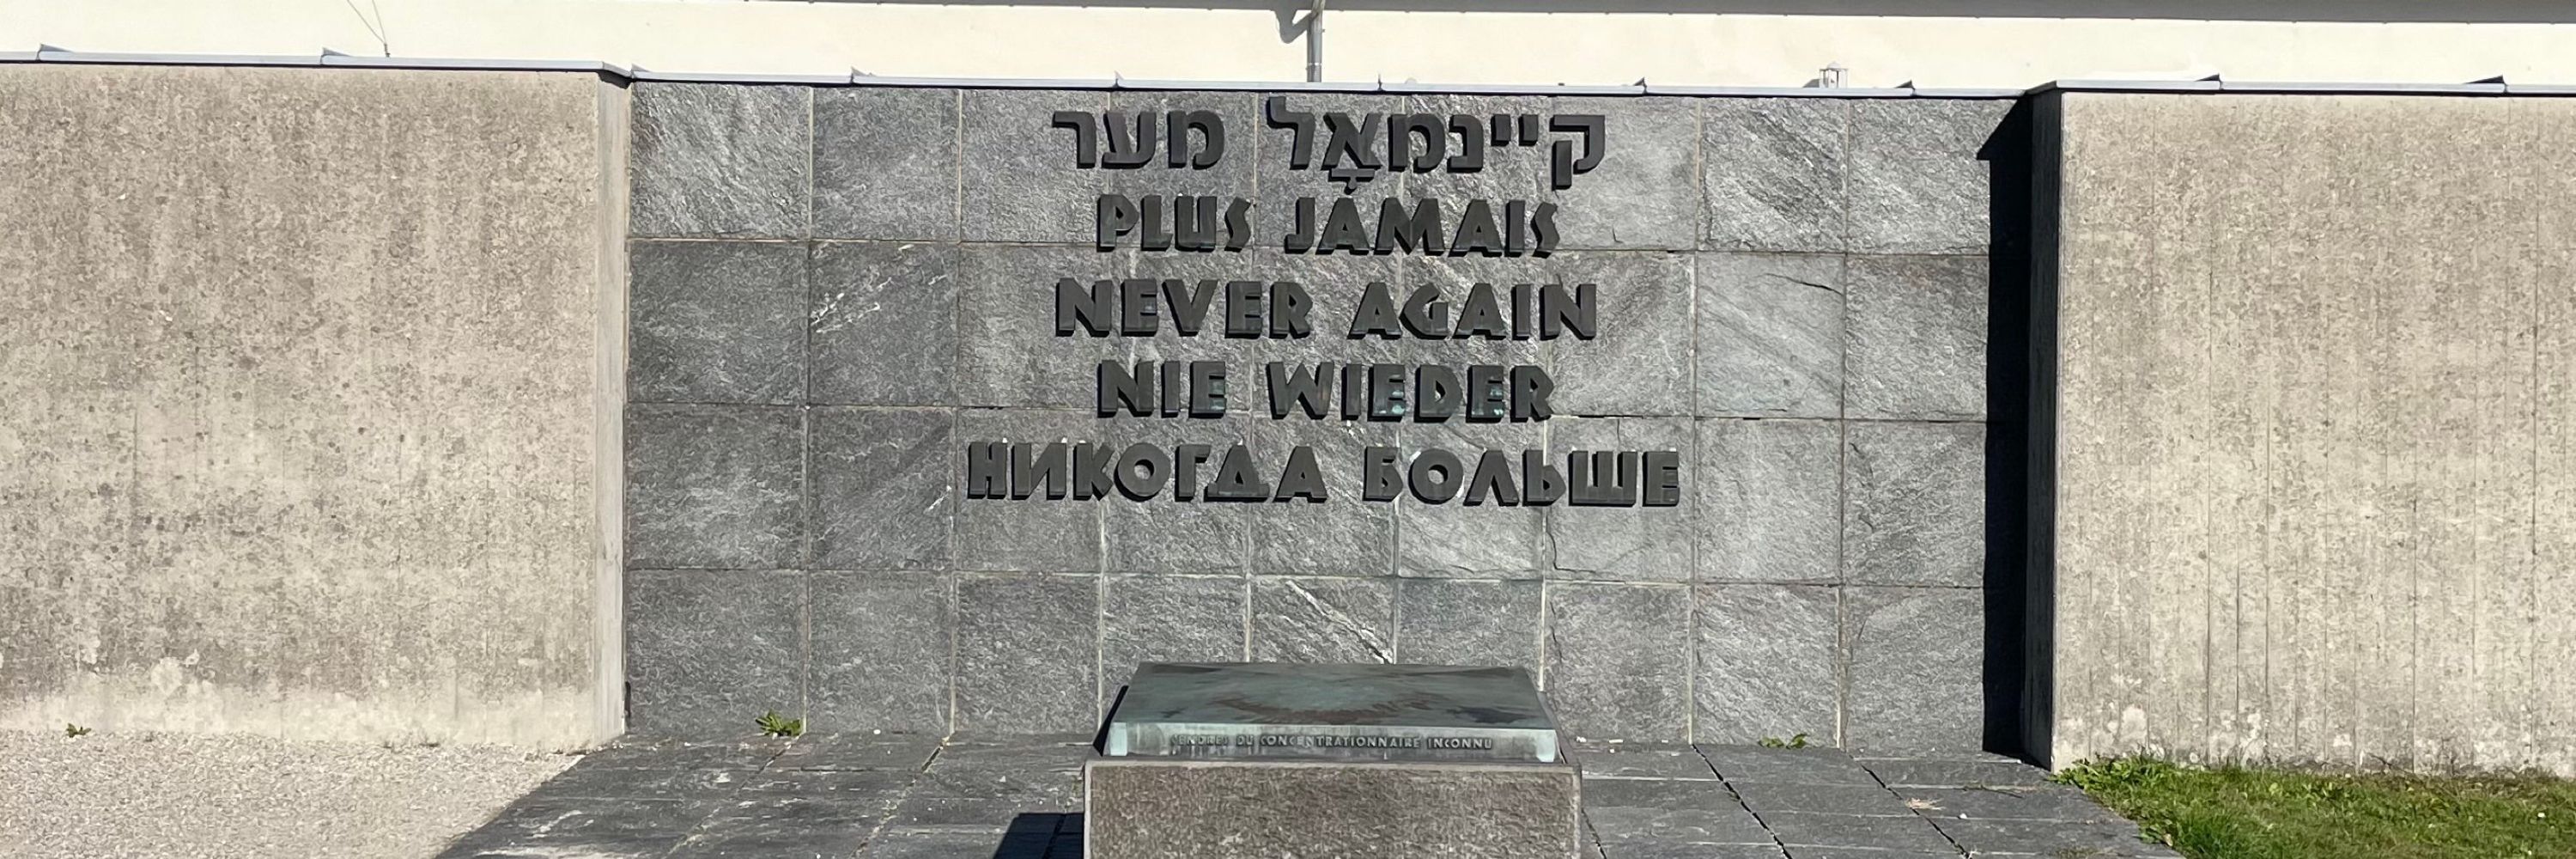 קיינמאָל מער
PLUS JAMAIS
NEVER AGAIN
NIE WIEDER
НИКОГДА БОЛЬШЕ
CENDRES DU CONCENTRATIONNAIRE INCONNU